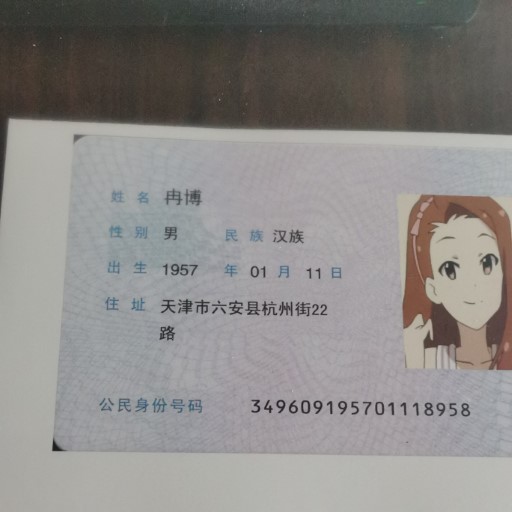 姓名 冉博
性别 男 民族 汉族
出生 1957 年 01 月 11 日
住址 天津市六安县杭州街22
路
公民身份号码 349609195701118958